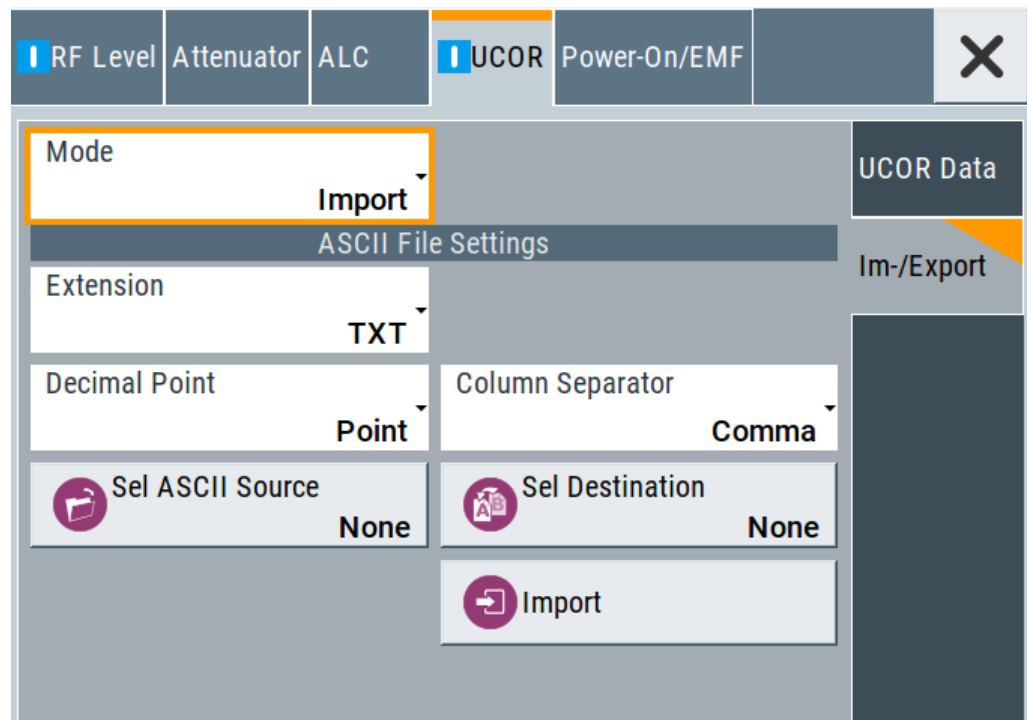 I RF Level Attenuator ALC I UCOR Power-On/EMF
Mode
Import
UCOR Data
ASCII File Settings
Im-/Export
Extension
TXT
Decimal Point
Point
Column Separator
Comma
Sel ASCII Source
None
Sel Destination
None
Import